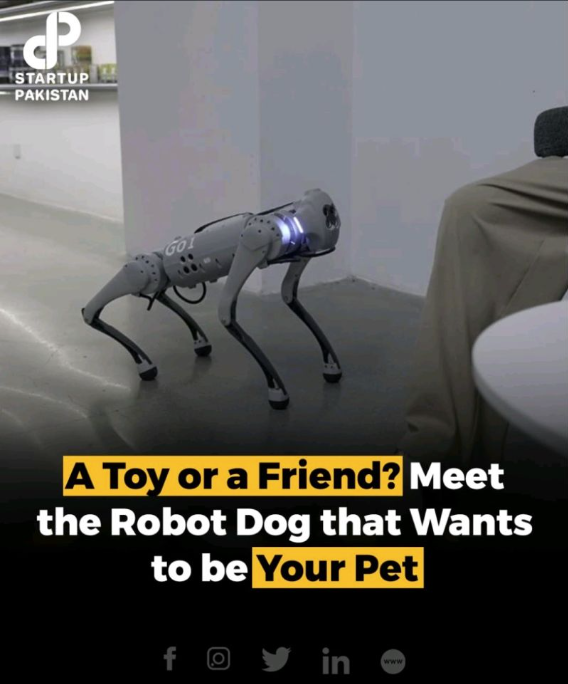 STARTUP
PAKISTAN
Go1
A Toy or a Friend? Meet
the Robot Dog that Wants
to be Your Pet
www